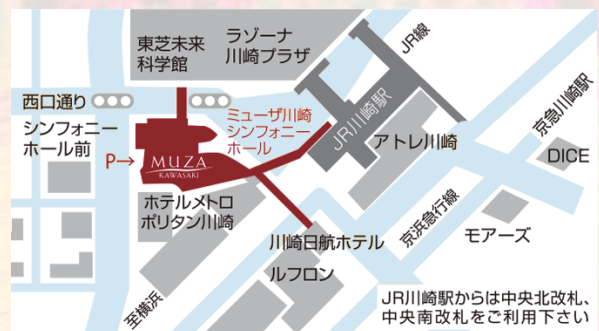 東芝未来
科学館
ラゾーナ
川崎プラザ
JR線
西口通り
ミューザ川崎
シンフォニー
ホール
JR川崎駅
京急川崎駅
シンフォニー
ホール前
P→
MUZA
KAWASAKI
アトレ川崎
DICE
ホテルメトロ
ポリタン川崎
京浜急行線
モアーズ
川崎日航ホテル
ルフロン
至横浜
JR川崎駅からは中央北改札、
中央南改札をご利用下さい